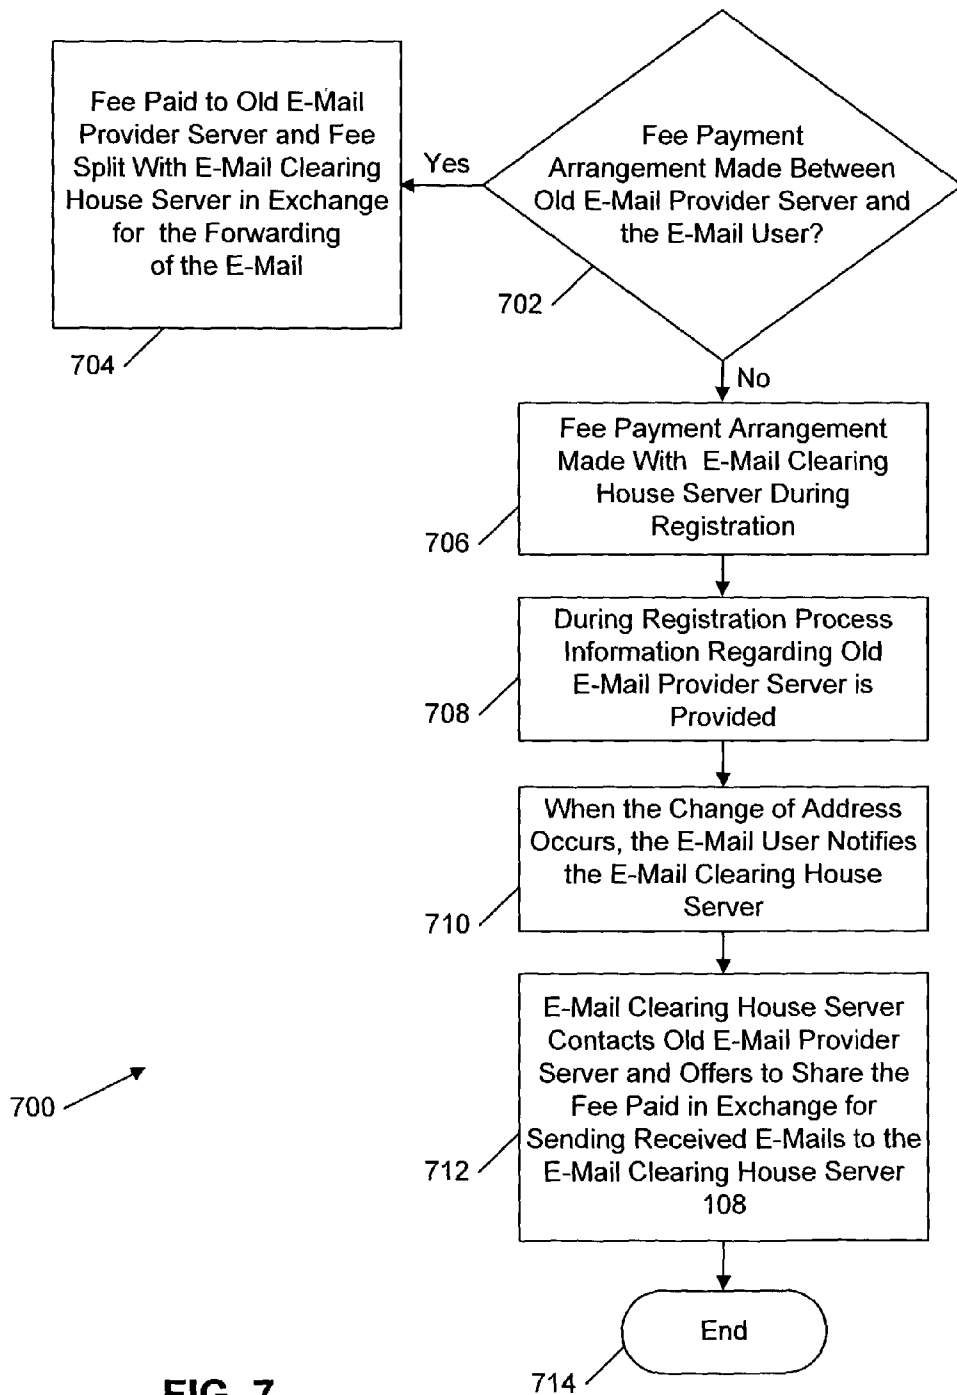 Fee Paid to Old E-Mail
Provider Server and Fee
Split With E-Mail Clearing
House Server in Exchange
for the Forwarding
of the E-Mail
704
Yes
Fee Payment
Arrangement Made Between
Old E-Mail Provider Server and
the E-Mail User?
702
No
Fee Payment Arrangement
Made With E-Mail Clearing
House Server During
Registration
706
During Registration Process
Information Regarding Old
E-Mail Provider Server is
Provided
708
When the Change of Address
Occurs, the E-Mail User Notifies
the E-Mail Clearing House
Server
710
E-Mail Clearing House Server
Contacts Old E-Mail Provider
Server and Offers to Share the
Fee Paid in Exchange for
Sending Received E-Mails to the
E-Mail Clearing House Server
108
712
700
End
714
FIG. 7